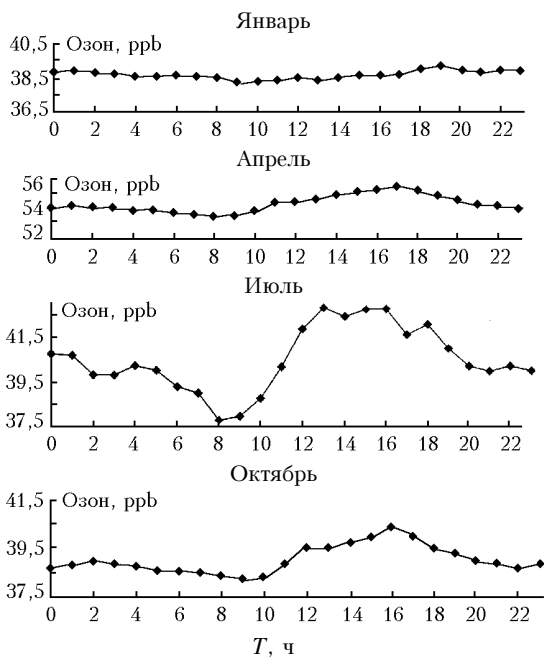 Январь
40,5 Озон, ppb
38,5
36,5
0 2 4 6 8 10 12 14 16 18 20 22
Апрель
56 Озон, ppb
54
52
0 2 4 6 8 10 12 14 16 18 20 22
Июль
Озон, ppb
41,5
39,5
37,5
0 2 4 6 8 10 12 14 16 18 20 22
Октябрь
41,5 Озон, ppb
39,5
37,5
0 2 4 6 8 10 12 14 16 18 20 22
T, ч